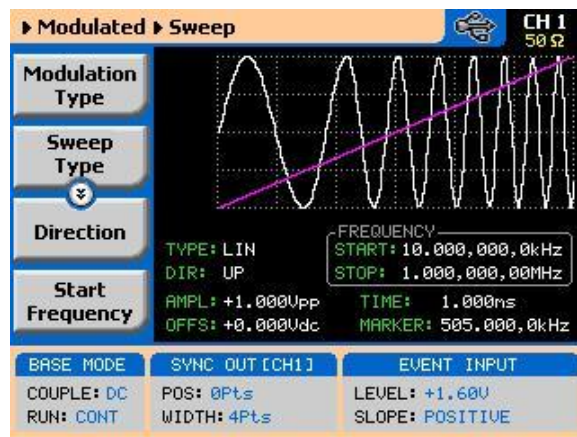 Modulated Sweep
CH 1
50 Ω
Modulation
Type
Sweep
Type
Direction
Start
Frequency
TYPE: LIN
DIR: UP
AMPL: +1.000Vpp
OFFS: +0.000Vdc
FREQUENCY
START: 10.000,000,0kHz
STOP: 1.000,000,00MHz
TIME: 1.000ms
MARKER: 505.000,0kHz
BASE MODE
COUPLE: DC
RUN: CONT
SYNC OUT [CH1]
POS: 0Pts
WIDTH: 4Pts
EVENT INPUT
LEVEL: +1.60V
SLOPE: POSITIVE